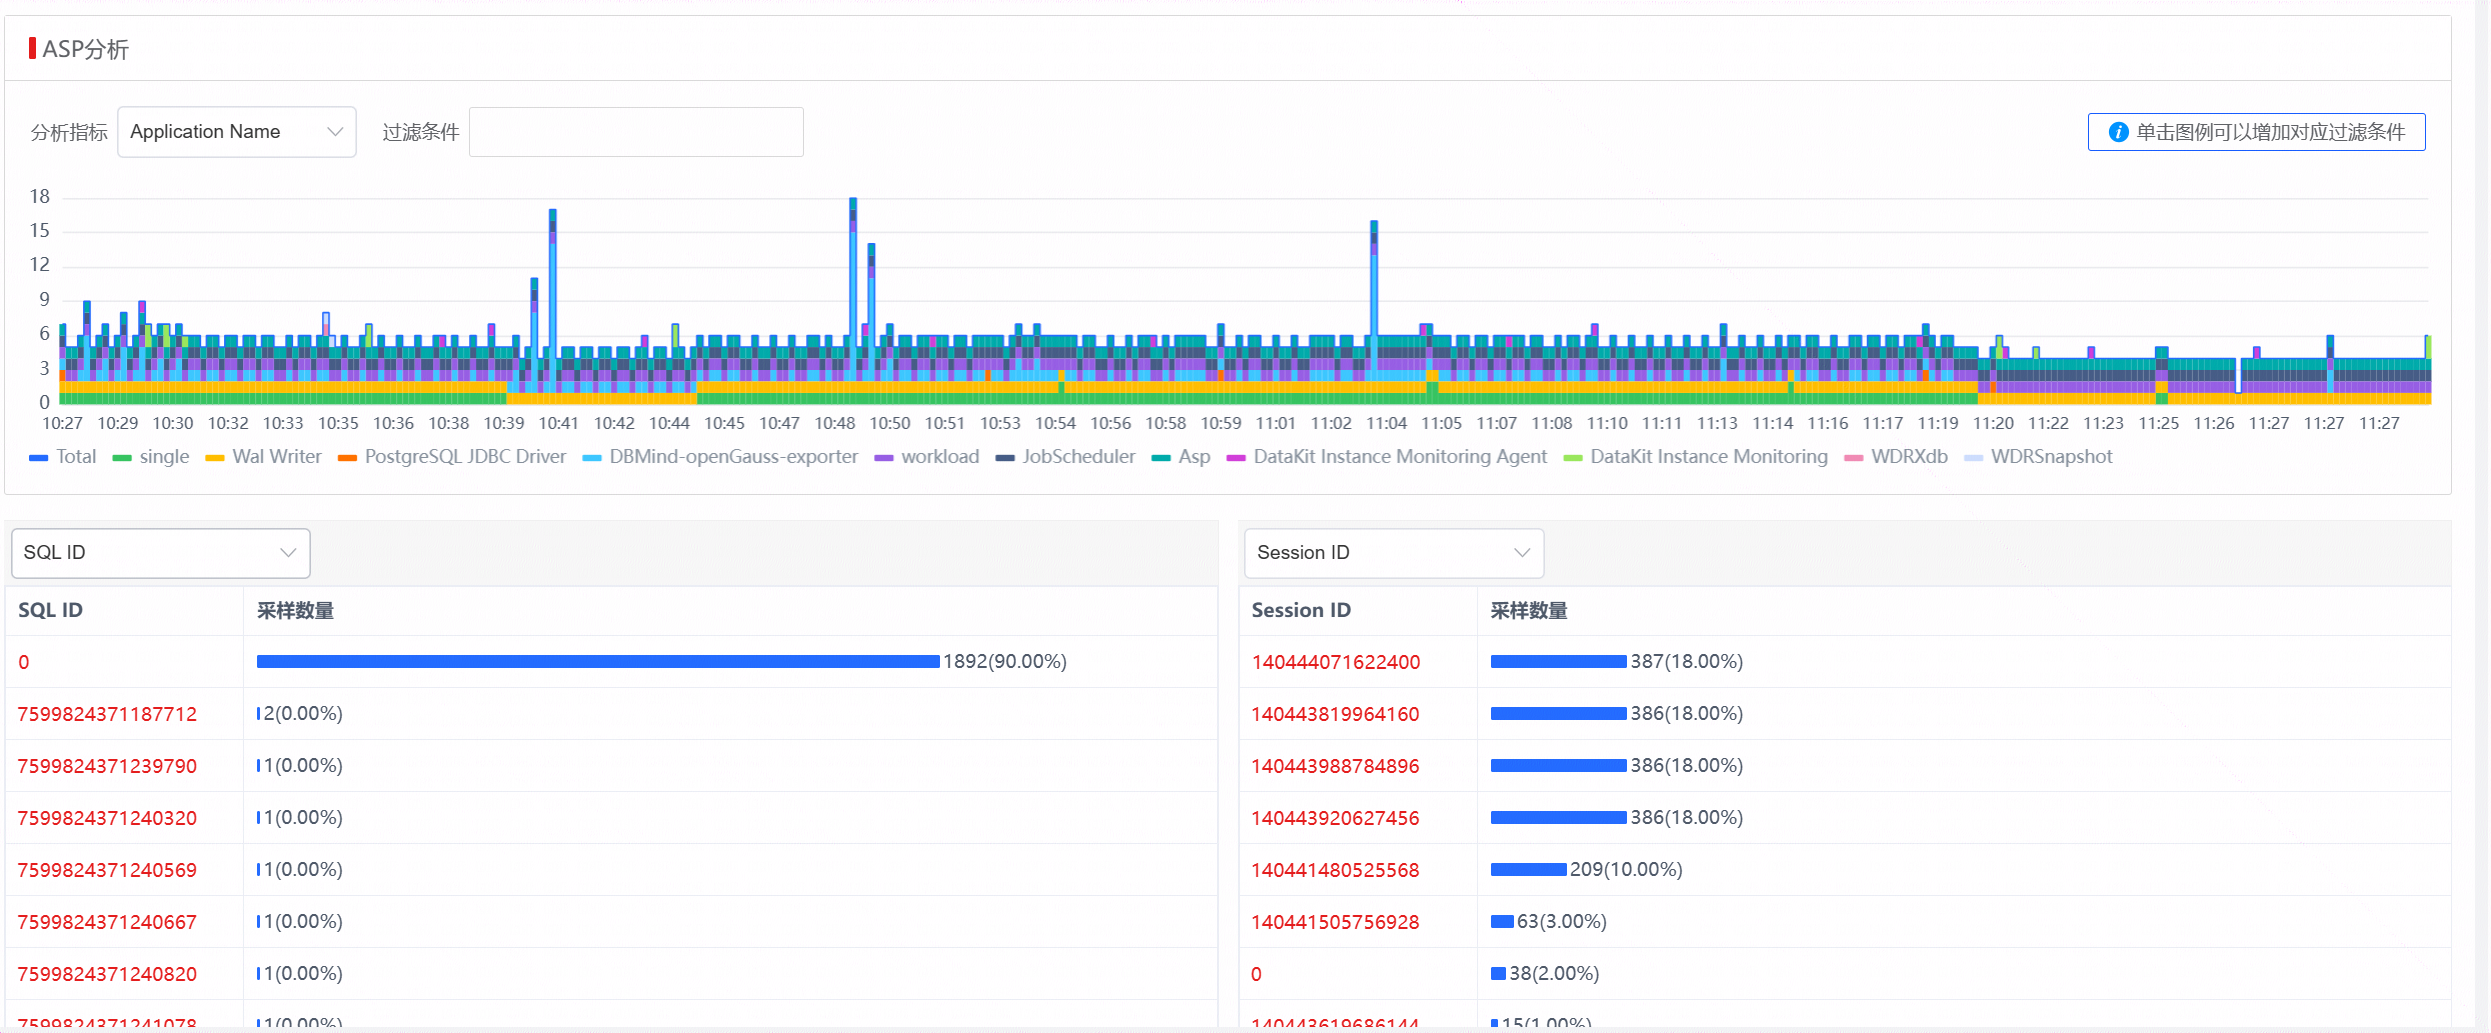 ASP分析
分析指标 Application Name 过滤条件 单击图例可以增加对应过滤条件
18
15
12
9
6
3
0
10:27 10:29 10:30 10:32 10:33 10:35 10:36 10:38 10:39 10:41 10:42 10:44 10:45 10:47 10:48 10:50 10:51 10:53 10:54 10:56 10:58 10:59 11:01 11:02 11:04 11:05 11:07 11:08 11:10 11:11 11:13 11:14 11:16 11:17 11:19 11:20 11:22 11:23 11:25 11:26 11:27 11:27 11:27
Total single Wal Writer PostgreSQL JDBC Driver DBMind-openGauss-exporter workload JobScheduler Asp DataKit Instance Monitoring Agent DataKit Instance Monitoring WDRXdb WDRSnapshot
SQL ID
SQL ID 采样数量
0 1892(90.00%)
7599824371187712 2(0.00%)
7599824371239790 1(0.00%)
7599824371240320 1(0.00%)
7599824371240569 1(0.00%)
7599824371240667 1(0.00%)
7599824371240820 1(0.00%)
7599824371241078 1(0.00%)
Session ID
Session ID 采样数量
140444071622400 387(18.00%)
140443819964160 386(18.00%)
140443988784896 386(18.00%)
140443920627456 386(18.00%)
140441480525568 209(10.00%)
140441505756928 63(3.00%)
0 38(2.00%)
140443619686144 15(1.00%)